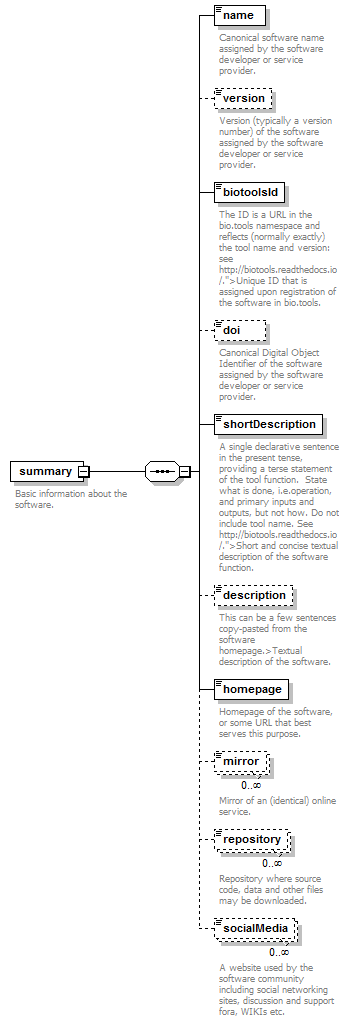 name
Canonical software name
assigned by the software
developer or service
provider.
version
Version (typically a version
number) of the software
assigned by the software
developer or service
provider.
biotoolsId
The ID is a URL in the
bio.tools namespace and
reflects (normally exactly)
the tool name and version:
see
http://biotools.readthedocs.io
/.">Unique ID that is
assigned upon registration of
the software in bio.tools.
doi
Canonical Digital Object
Identifier of the software
assigned by the software
developer or service
provider.
shortDescription
A single declarative sentence
in the present tense,
providing a terse statement
of the tool function.  State
what is done, i.e.operation,
and primary inputs and
outputs, but not how. Do not
include tool name. See
http://biotools.readthedocs.io
/.">Short and concise textual
description of the software
function.
summary
Basic information about the
software.
description
This can be a few sentences
copy-pasted from the
software
homepage.>Textual
description of the software.
homepage
Homepage of the software,
or some URL that best
serves this purpose.
mirror
0..∞
Mirror of an (identical) online
service.
repository
0..∞
Repository where source
code, data and other files
may be downloaded.
socialMedia
0..∞
A website used by the
software community
including social networking
sites, discussion and support
fora, WIKIs etc.